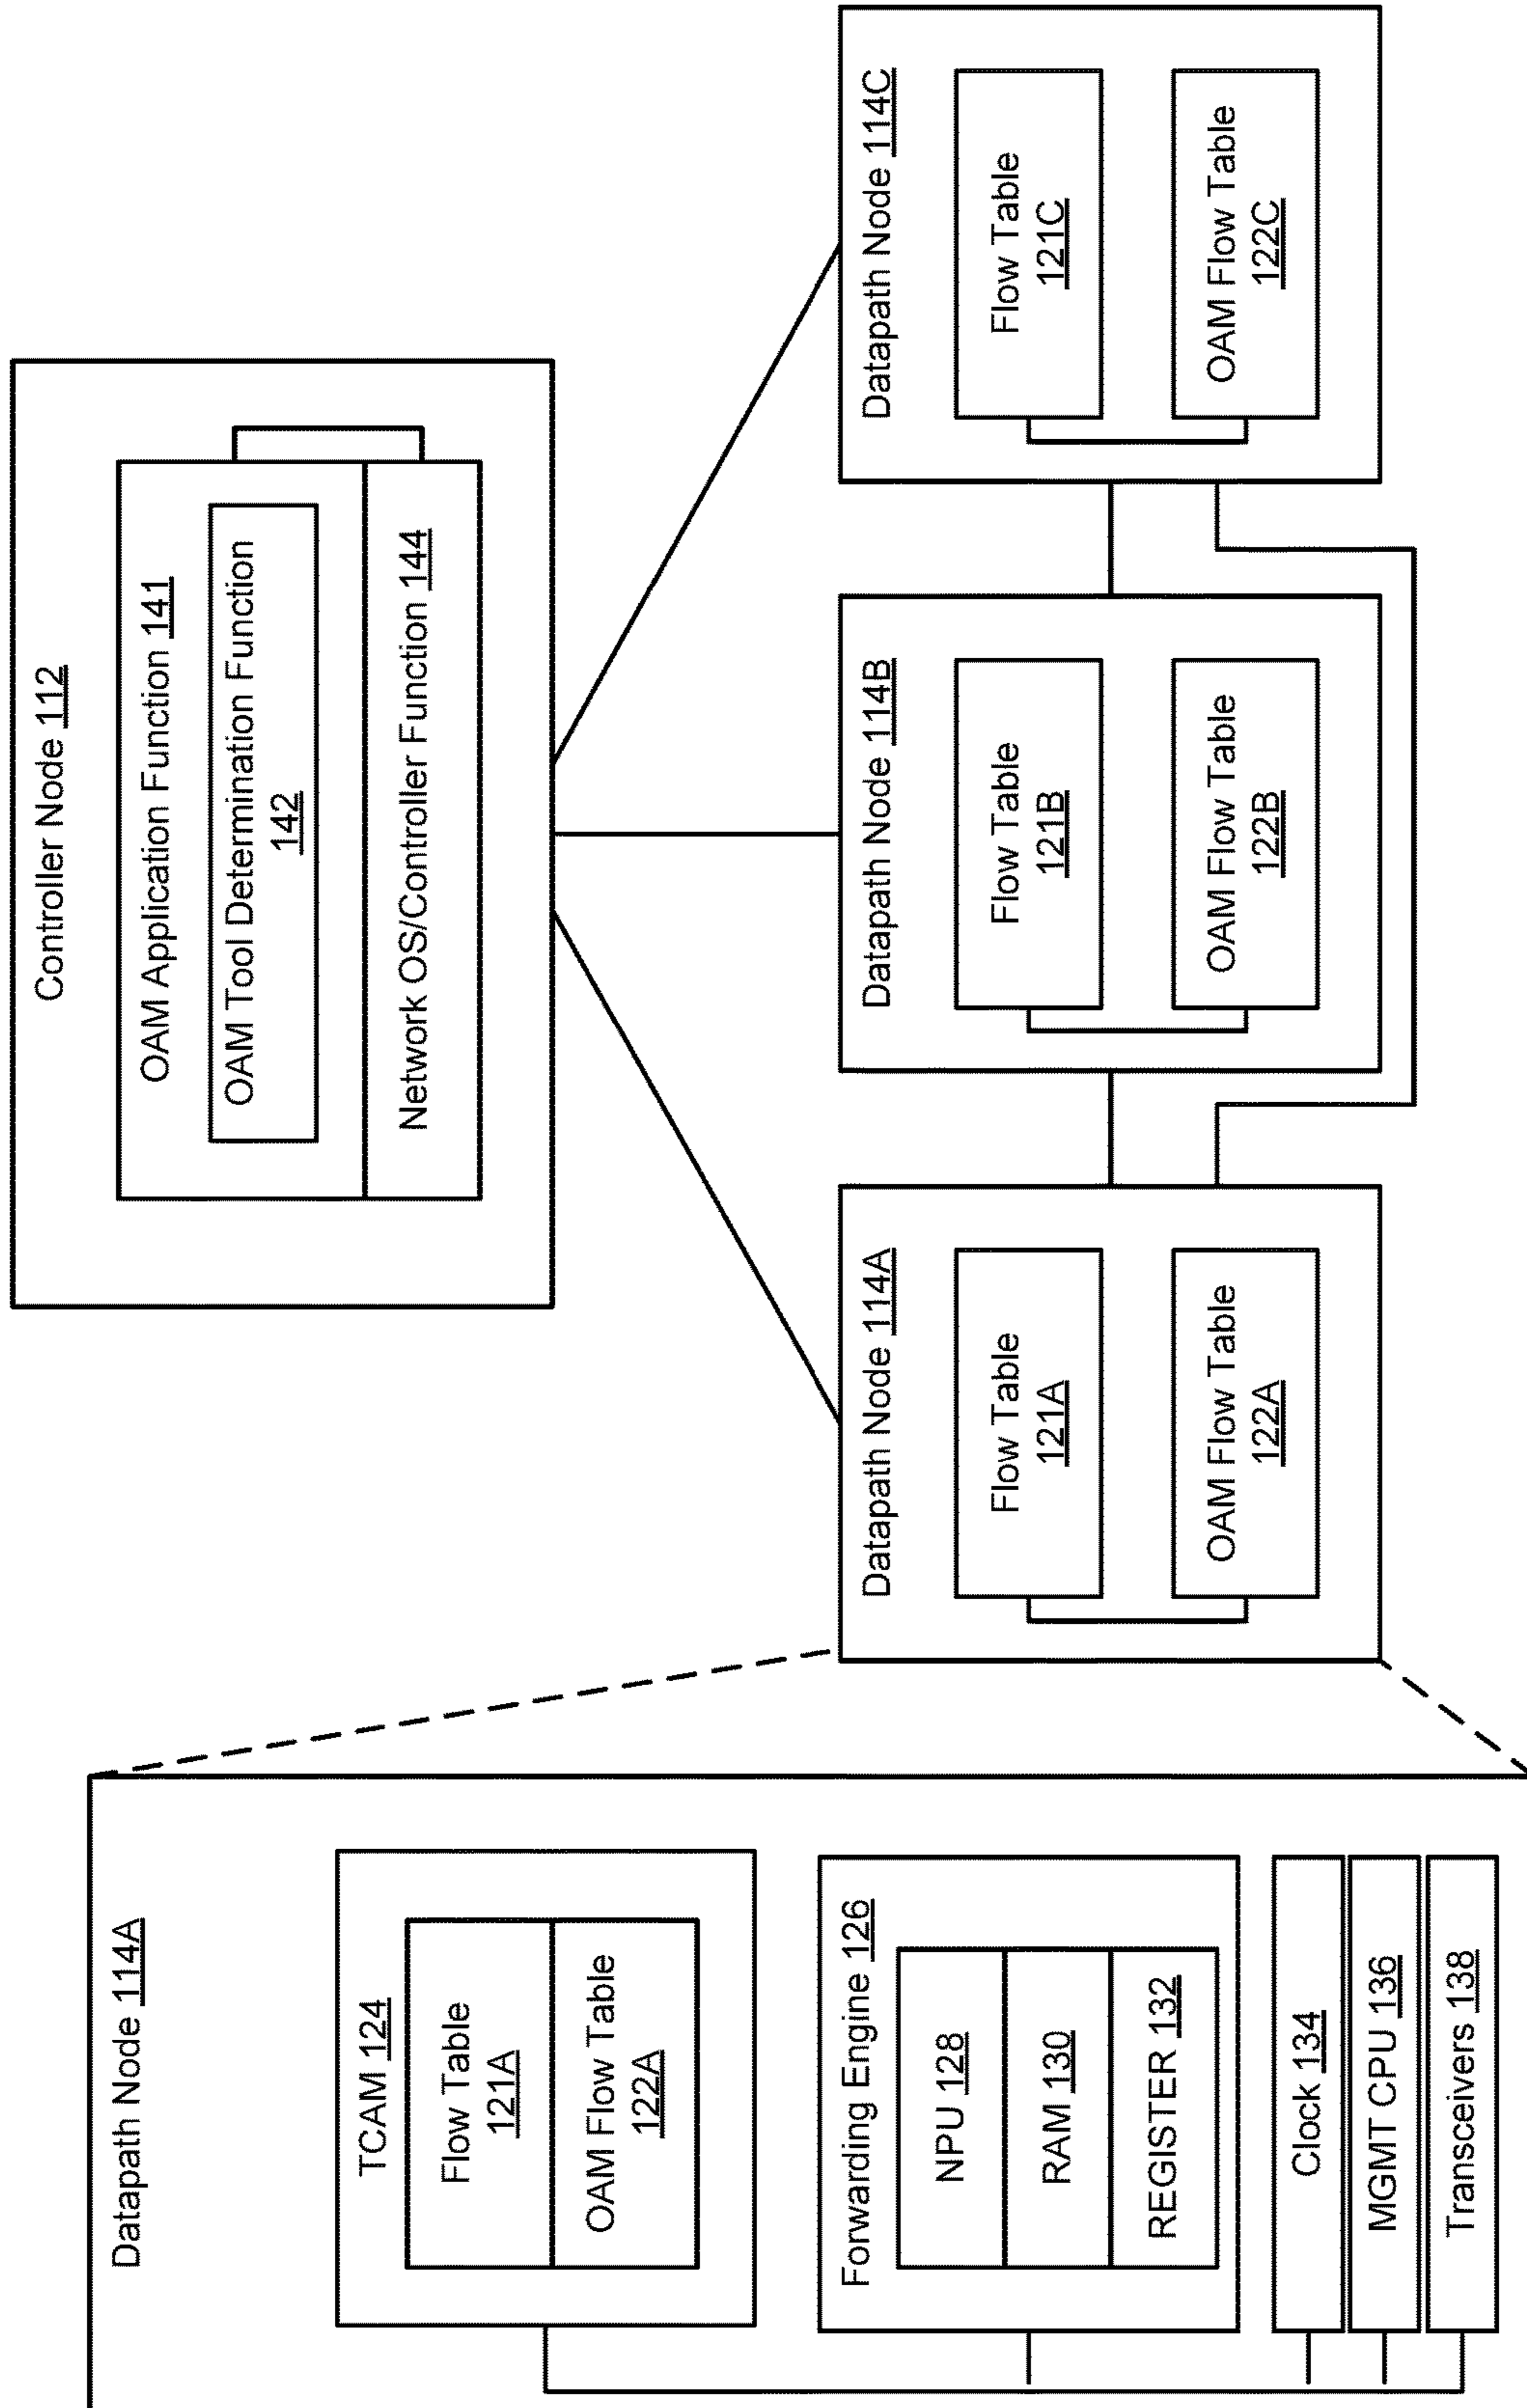 Controller Node 112
OAM Application Function 141
OAM Tool Determination Function
142
Network OS/Controller Function 144
Datapath Node 114A
TCAM 124
Flow Table
121A
OAM Flow Table
122A
Forwarding Engine 126
NPU 128
RAM 130
REGISTER 132
Clock 134
MGMT CPU 136
Transceivers 138
Datapath Node 114A
Flow Table
121A
OAM Flow Table
122A
Datapath Node 114B
Flow Table
121B
OAM Flow Table
122B
Datapath Node 114C
Flow Table
121C
OAM Flow Table
122C